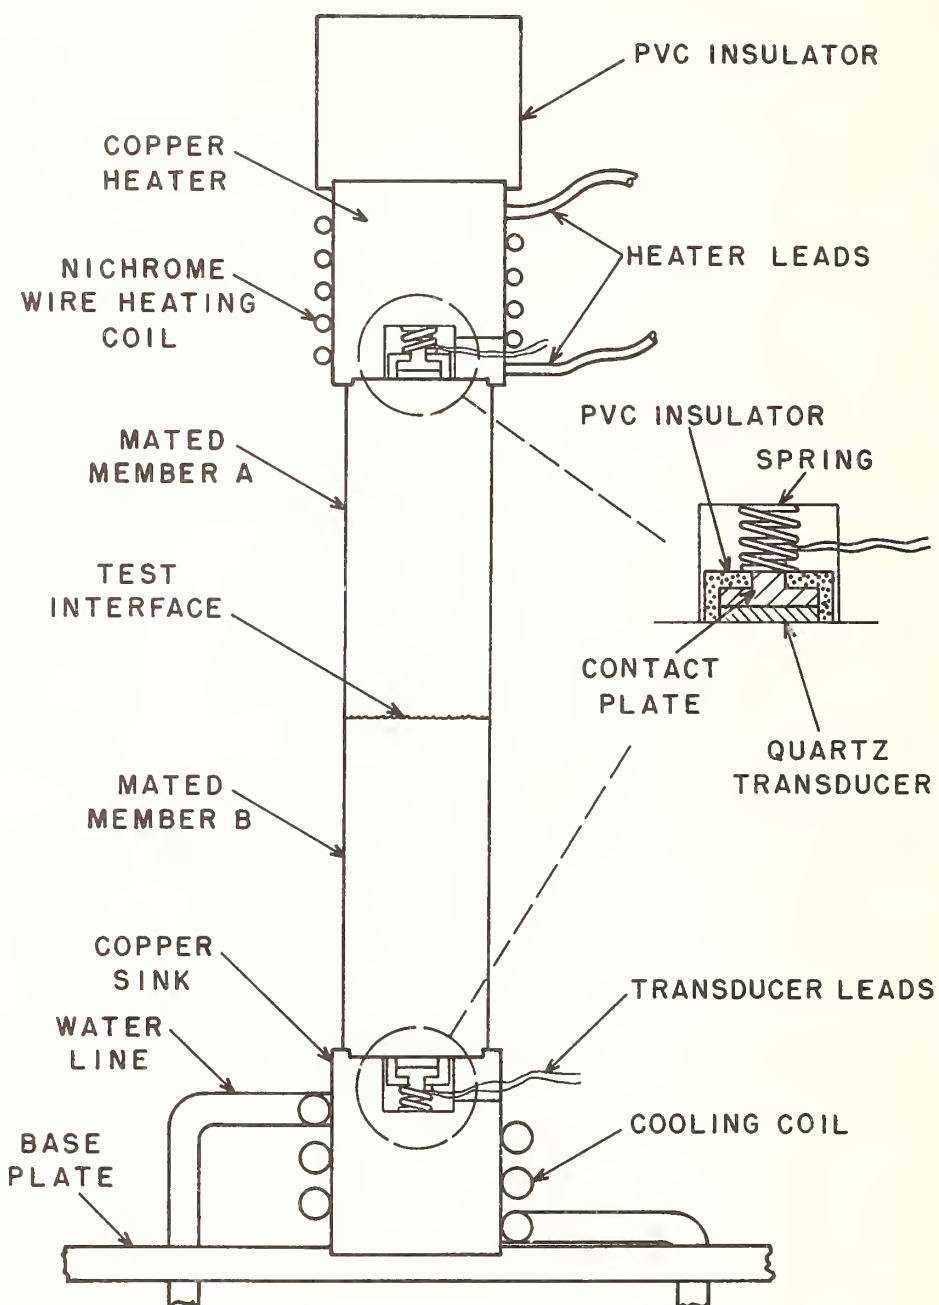 PVC INSULATOR
COPPER
HEATER
HEATER LEADS
NICHROME
WIRE HEATING
COIL
PVC INSULATOR
MATED
MEMBER A
SPRING
TEST
INTERFACE
CONTACT
PLATE
QUARTZ
TRANSDUCER
MATED
MEMBER B
COPPER
SINK
TRANSDUCER LEADS
WATER
LINE
COOLING COIL
BASE
PLATE